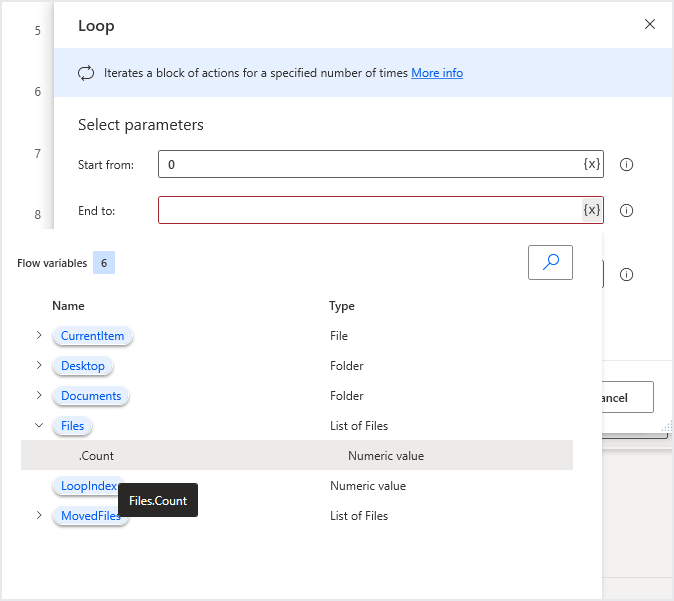 5
Loop
Iterates a block of actions for a specified number of times More info
6
Select parameters
7
Start from: 0 {x}
8
End to: {x}
Flow variables 6
Name Type
CurrentItem File
Desktop Folder
Documents Folder
ancel
Files List of Files
.Count Numeric value
LoopIndex Numeric value
Files.Count
MovedFiles List of Files